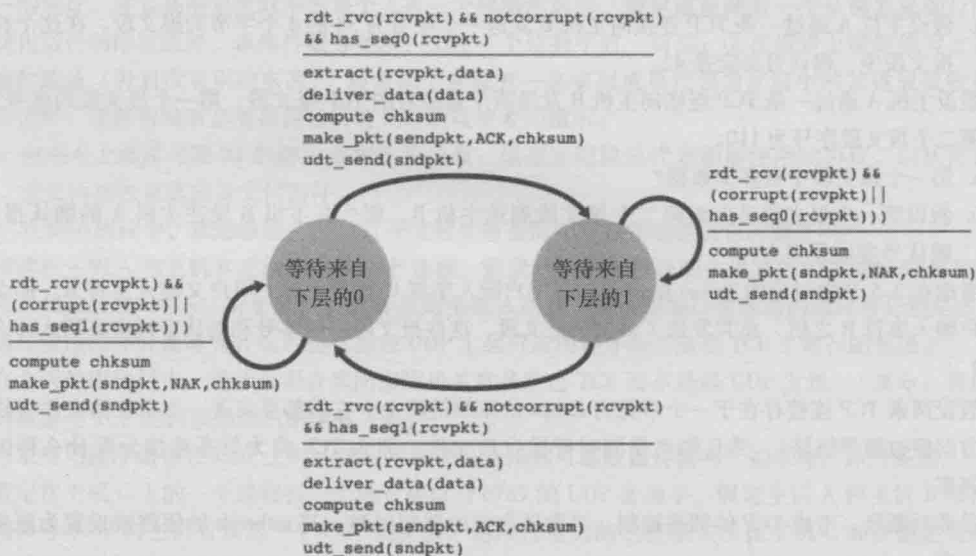 rdt_rvc(rcvpkt) && notcorrupt(rcvpkt)
&& has_seq0(rcvpkt)
extract(rcvpkt,data)
deliver_data(data)
compute chksum
make_pkt(sendpkt,ACK,chksum)
udt_send(sndpkt)
rdt_rcv(rcvpkt) &&
(corrupt(rcvpkt)||
has_seq0(rcvpkt)))
compute chksum
make_pkt(sndpkt,NAK,chksum)
udt_send(sndpkt)
等待来自
下层的0
等待来自
下层的1
rdt_rcv(rcvpkt) &&
(corrupt(rcvpkt)||
has_seq1(rcvpkt)))
compute chksum
make_pkt(sndpkt,NAK,chksum)
udt_send(sndpkt)
rdt_rcv(rcvpkt) && notcorrupt(rcvpkt)
&& has_seq1(rcvpkt)
extract(rcvpkt,data)
deliver_data(data)
compute chksum
make_pkt(sendpkt,ACK,chksum)
udt_send(sndpkt)